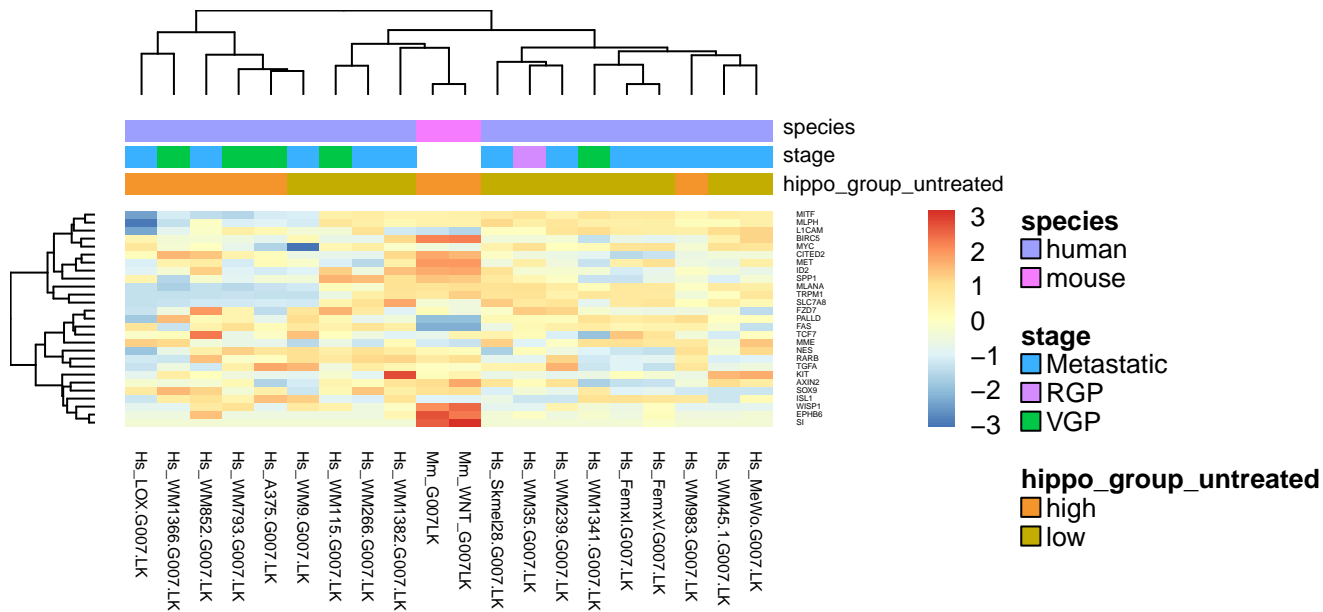 species
stage
hippo_group_untreated
MITF
MLPH
L1CAM
BIRC5
MYC
CITED2
MET
ID2
SPP1
MLANA
TRPM1
SLC7A8
FZD7
PALLD
FAS
TCF7
MME
NES
RARB
TGFA
KIT
AXIN2
SOX9
ISL1
WISP1
EPHB6
SI
3
2
1
0
−1
−2
−3
species
human
mouse
stage
Metastatic
RGP
VGP
hippo_group_untreated
high
low
Hs_LOX.G007.LK
Hs_WM1366.G007.LK
Hs_WM852.G007.LK
Hs_WM793.G007.LK
Hs_A375.G007.LK
Hs_WM9.G007.LK
Hs_WM115.G007.LK
Hs_WM266.G007.LK
Hs_WM1382.G007.LK
Mm_G007LK
Mm_WNT_G007LK
Hs_Skmel28.G007.LK
Hs_WM35.G007.LK
Hs_WM239.G007.LK
Hs_WM1341.G007.LK
Hs_FemxI.G007.LK
Hs_FemxV.G007.LK
Hs_WM983.G007.LK
Hs_WM45.1.G007.LK
Hs_MeWo.G007.LK